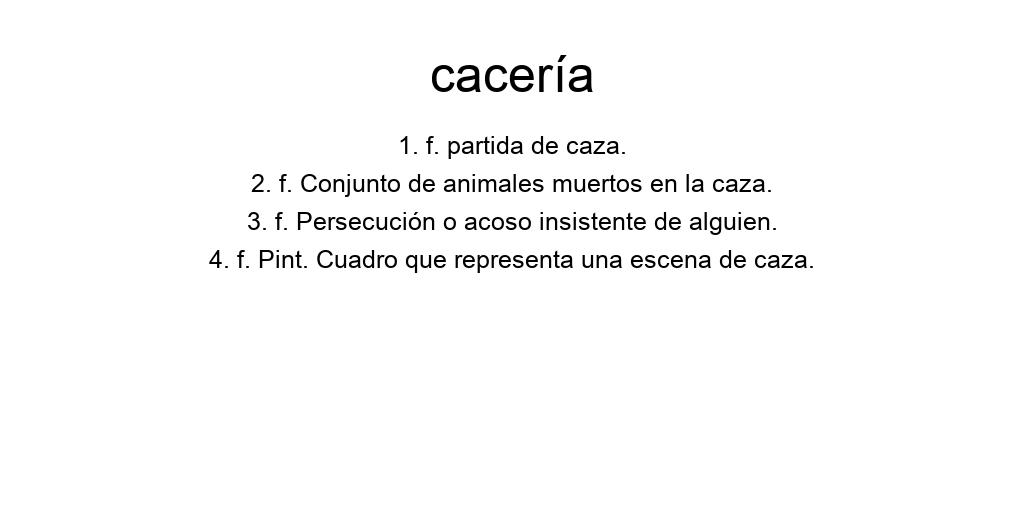 cacería
1. f. partida de caza.
2. f. Conjunto de animales muertos en la caza.
3. f. Persecución o acoso insistente de alguien.
4. f. Pint. Cuadro que representa una escena de caza.